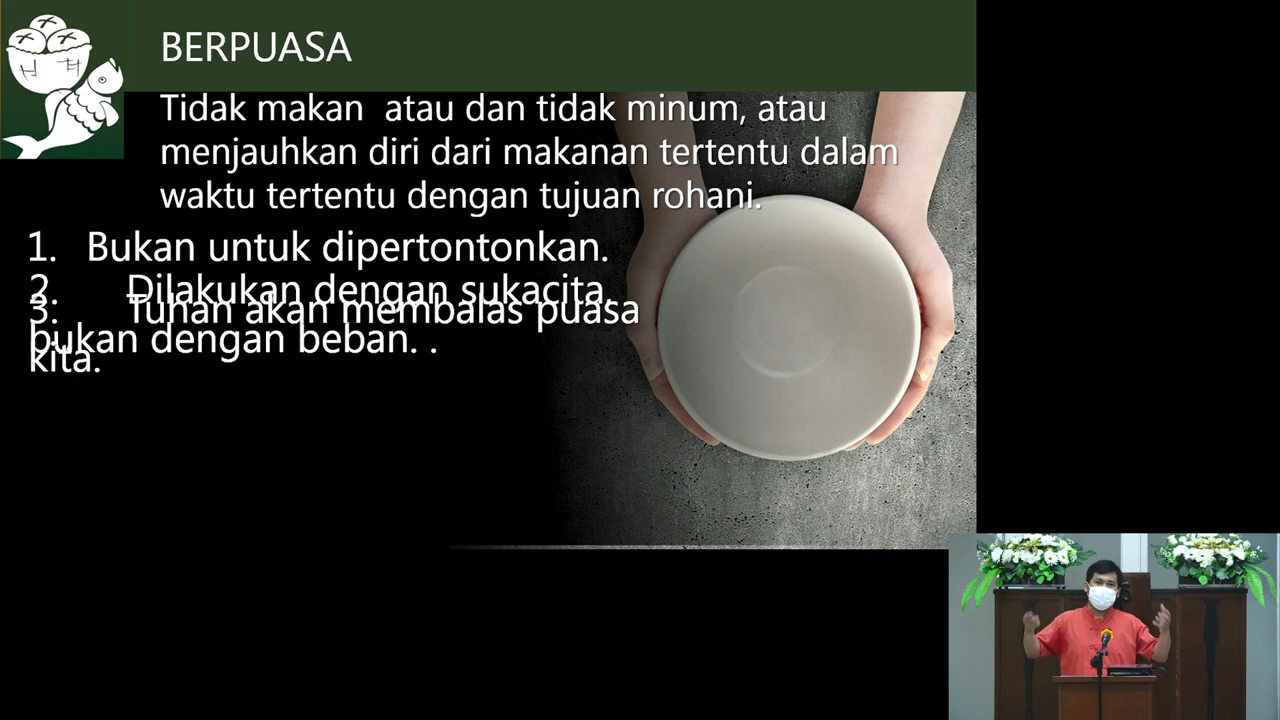 BERPUASA
Tidak makan  atau dan tidak minum, atau
menjauhkan diri dari makanan tertentu dalam
waktu tertentu dengan tujuan rohani.
1. Bukan untuk dipertontonkan.
2. Dilakukan dengan sukacita,
bukan dengan beban. .
3. Tuhan akan membalas puasa
kita.